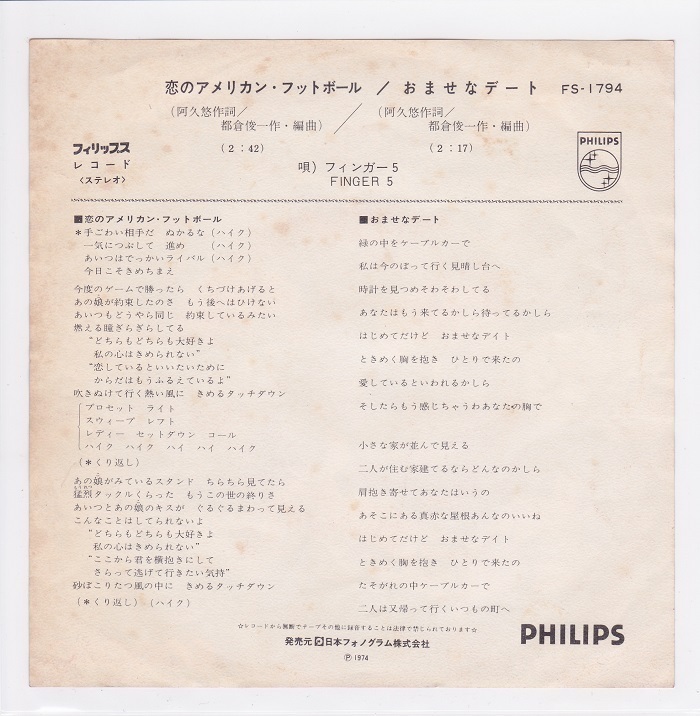 恋のアメリカン・フットボール / おませなデート FS-1794
(阿久悠作詞/ (阿久悠作詞/
都倉俊一作・編曲) 都倉俊一作・編曲)
フィリップス
レコード
〈ステレオ〉
(2:42) (2:17)
唄) フィンガー5
FINGER 5
PHILIPS
■恋のアメリカン・フットボール
*手ごわい相手だ ぬかるな(ハイク)
一気につぶして 進め (ハイク)
あいつはでっかいライバル(ハイク)
今日こそきめちまえ
今度のゲームで勝ったら くちづけあげると
あの娘が約束したのさ もう後へはひけない
あいつもどうやら同じ 約束しているみたい
燃える瞳ぎらぎらしてる
“どちらもどちらも大好きよ
私の心はきめられない”
“恋しているといいたいために
からだはもうふるえているよ”
吹きぬけて行く熱い風に きめるタッチダウン
プロセット ライト
スウィープ レフト
レディー セットダウン コール
ハイク ハイク ハイ ハイ ハイク
(*くり返し)
あの娘がみているスタンド ちらちら見てたら
猛烈タックルくらった もうこの世の終りさ
あいつとあの娘のキスが ぐるぐるまわって見える
こんなことはしてられないよ
“どちらもどちらも大好きよ
私の心はきめられない”
“ここから君を横抱きにして
さらって逃げて行きたい気持”
砂ぼこりたつ風の中に きめるタッチダウン
(*くり返し)(ハイク)
■おませなデート
緑の中をケーブルカーで
私は今のぼって行く見晴し台へ
時計を見つめそわそわしてる
あなたはもう来てるかしら待ってるかしら
はじめてだけど おませなデイト
ときめく胸を抱き ひとりで来たの
愛しているといわれるかしら
そしたらもう感じちゃうわあなたの胸で
小さな家が並んで見える
二人が住む家建てるならどんなのかしら
肩抱き寄せてあなたはいうの
あそこにある真赤な屋根あんなのいいね
はじめてだけど おませなデイト
ときめく胸を抱き ひとりで来たの
たそがれの中ケーブルカーで
二人は又帰って行くいつもの町へ
☆レコードから無断でテープその他に録音することは法律で禁じられております☆
発売元 日本フォノグラム株式会社
Ⓟ 1974
PHILIPS